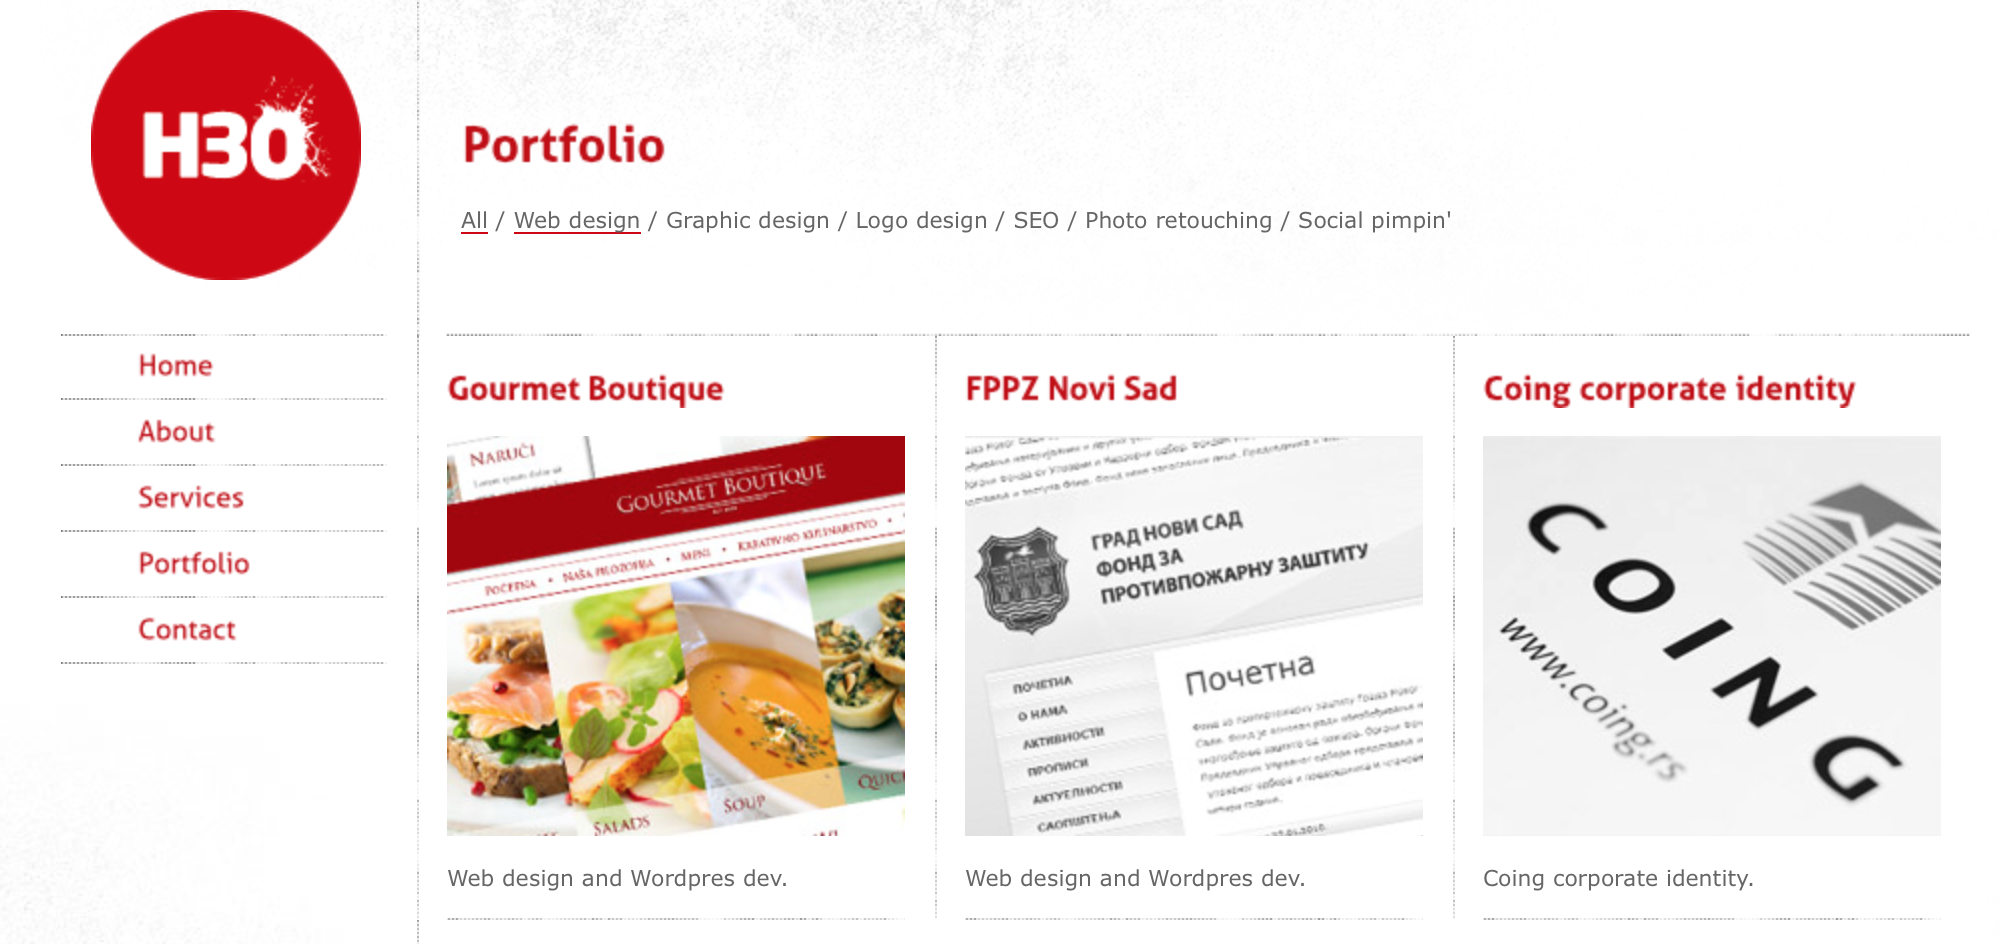 H30
Portfolio
All / Web design / Graphic design / Logo design / SEO / Photo retouching / Social pimpin'
Home
About
Services
Portfolio
Contact
Gourmet Boutique
NARUČI
GOURMET BOUTIQUE
POČETNA • NAŠA FILOZOFIJA • MENI • KREATIVNO KULINARSTVO •
SALADS
SOUP
QUIC
Web design and Wordpres dev.
FPPZ Novi Sad
ГРАД НОВИ САД
ФОНД ЗА
ПРОТИВПОЖАРНУ ЗАШТИТУ
ПОЧЕТНА
О НАМА
АКТИВНОСТИ
ПРОПИСИ
АКТУЕЛНОСТИ
САОПШТЕЊА
Почетна
Web design and Wordpres dev.
Coing corporate identity
COING
www.coing.rs
Coing corporate identity.